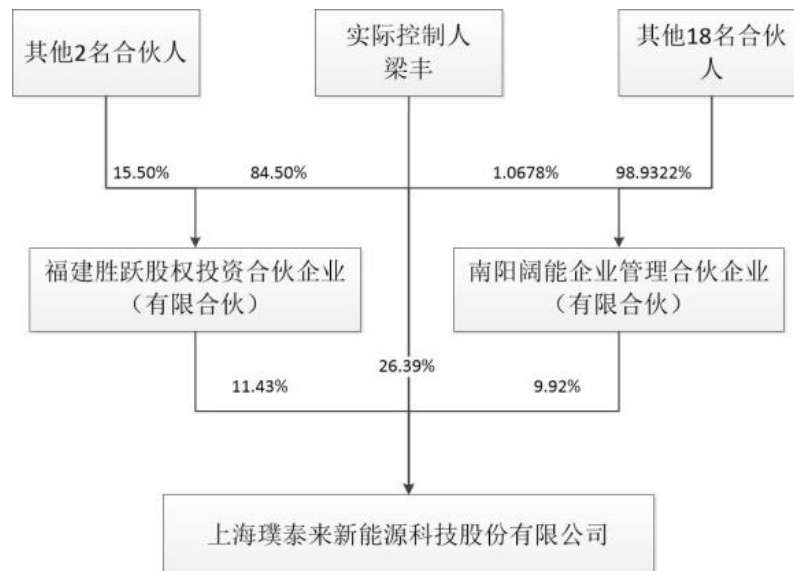 其他2名合伙人
实际控制人
梁丰
其他18名合伙
人
15.50%
84.50%
1.0678%
98.9322%
福建胜跃股权投资合伙企业
（有限合伙）
南阳阔能企业管理合伙企业
（有限合伙）
26.39%
11.43%
9.92%
上海璞泰来新能源科技股份有限公司